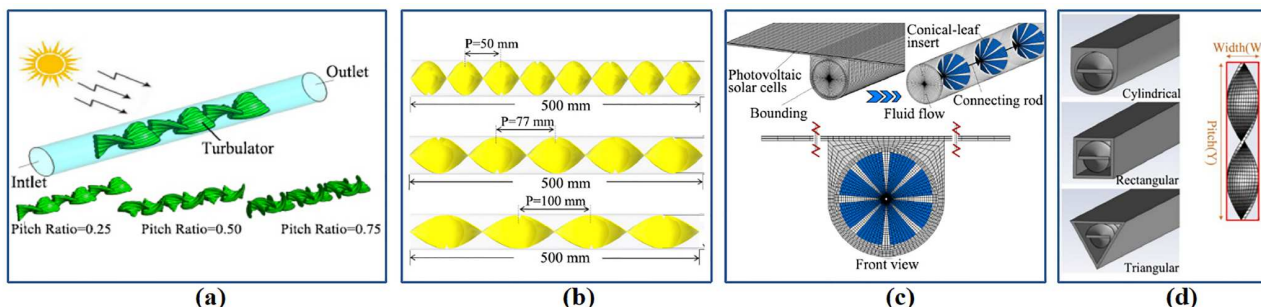 Outlet
Turbulator
Intlet
Pitch Ratio=0.25
Pitch Ratio=0.50
Pitch Ratio=0.75
(a)
P=50 mm
500 mm
P=77 mm
500 mm
P=100 mm
500 mm
(b)
Conical-leaf
insert
Photovoltaic
solar cells
Connecting rod
Bounding
Fluid flow
Front view
(c)
Cylindrical
Rectangular
Triangular
Width(W
Pitch(Y)
(d)